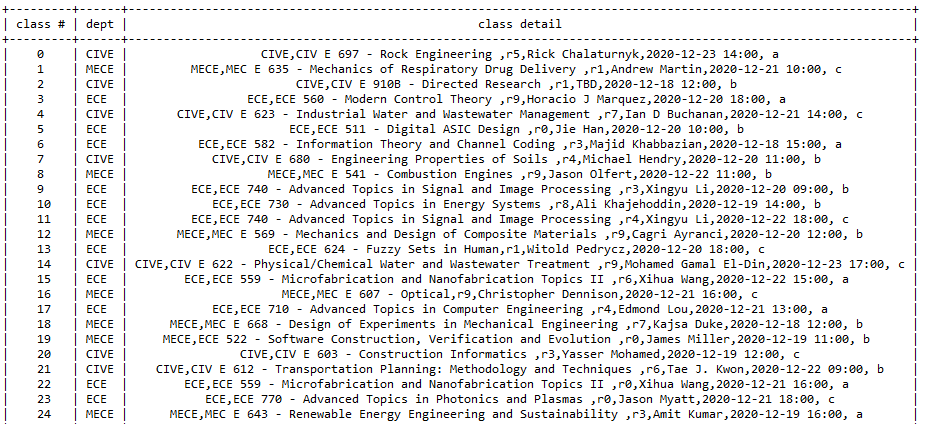 +---------+------+---------------------------------------------------------------------------------------------------------+
| class # | dept | class detail |
+---------+------+---------------------------------------------------------------------------------------------------------+
| 0 | CIVE | CIVE,CIV E 697 - Rock Engineering ,r5,Rick Chalaturnyk,2020-12-23 14:00, a |
| 1 | MECE | MECE,MEC E 635 - Mechanics of Respiratory Drug Delivery ,r1,Andrew Martin,2020-12-21 10:00, c |
| 2 | CIVE | CIVE,CIV E 910B - Directed Research ,r1,TBD,2020-12-18 12:00, b |
| 3 | ECE | ECE,ECE 560 - Modern Control Theory ,r9,Horacio J Marquez,2020-12-20 18:00, a |
| 4 | CIVE | CIVE,CIV E 623 - Industrial Water and Wastewater Management ,r7,Ian D Buchanan,2020-12-21 14:00, c |
| 5 | ECE | ECE,ECE 511 - Digital ASIC Design ,r0,Jie Han,2020-12-20 10:00, b |
| 6 | ECE | ECE,ECE 582 - Information Theory and Channel Coding ,r3,Majid Khabbazian,2020-12-18 15:00, a |
| 7 | CIVE | CIVE,CIV E 680 - Engineering Properties of Soils ,r4,Michael Hendry,2020-12-20 11:00, b |
| 8 | MECE | MECE,MEC E 541 - Combustion Engines ,r9,Jason Olfert,2020-12-22 11:00, b |
| 9 | ECE | ECE,ECE 740 - Advanced Topics in Signal and Image Processing ,r3,Xingyu Li,2020-12-20 09:00, b |
| 10 | ECE | ECE,ECE 730 - Advanced Topics in Energy Systems ,r8,Ali Khajehoddin,2020-12-19 14:00, b |
| 11 | ECE | ECE,ECE 740 - Advanced Topics in Signal and Image Processing ,r4,Xingyu Li,2020-12-22 18:00, c |
| 12 | MECE | MECE,MEC E 569 - Mechanics and Design of Composite Materials ,r9,Cagri Ayranci,2020-12-20 12:00, b |
| 13 | ECE | ECE,ECE 624 - Fuzzy Sets in Human,r1,Witold Pedrycz,2020-12-20 18:00, c |
| 14 | CIVE | CIVE,CIV E 622 - Physical/Chemical Water and Wastewater Treatment ,r9,Mohamed Gamal El-Din,2020-12-23 17:00, c |
| 15 | ECE | ECE,ECE 559 - Microfabrication and Nanofabrication Topics II ,r6,Xihua Wang,2020-12-22 15:00, a |
| 16 | MECE | MECE,MEC E 607 - Optical,r9,Christopher Dennison,2020-12-21 16:00, c |
| 17 | ECE | ECE,ECE 710 - Advanced Topics in Computer Engineering ,r4,Edmond Lou,2020-12-21 13:00, a |
| 18 | MECE | MECE,MEC E 668 - Design of Experiments in Mechanical Engineering ,r7,Kajsa Duke,2020-12-18 12:00, b |
| 19 | MECE | MECE,ECE 522 - Software Construction, Verification and Evolution ,r0,James Miller,2020-12-19 11:00, b |
| 20 | CIVE | CIVE,CIV E 603 - Construction Informatics ,r3,Yasser Mohamed,2020-12-19 12:00, c |
| 21 | CIVE | CIVE,CIV E 612 - Transportation Planning: Methodology and Techniques ,r6,Tae J. Kwon,2020-12-22 09:00, b |
| 22 | ECE | ECE,ECE 559 - Microfabrication and Nanofabrication Topics II ,r0,Xihua Wang,2020-12-21 16:00, a |
| 23 | ECE | ECE,ECE 770 - Advanced Topics in Photonics and Plasmas ,r0,Jason Myatt,2020-12-21 18:00, c |
| 24 | MECE | MECE,MEC E 643 - Renewable Energy Engineering and Sustainability ,r3,Amit Kumar,2020-12-19 16:00, a |